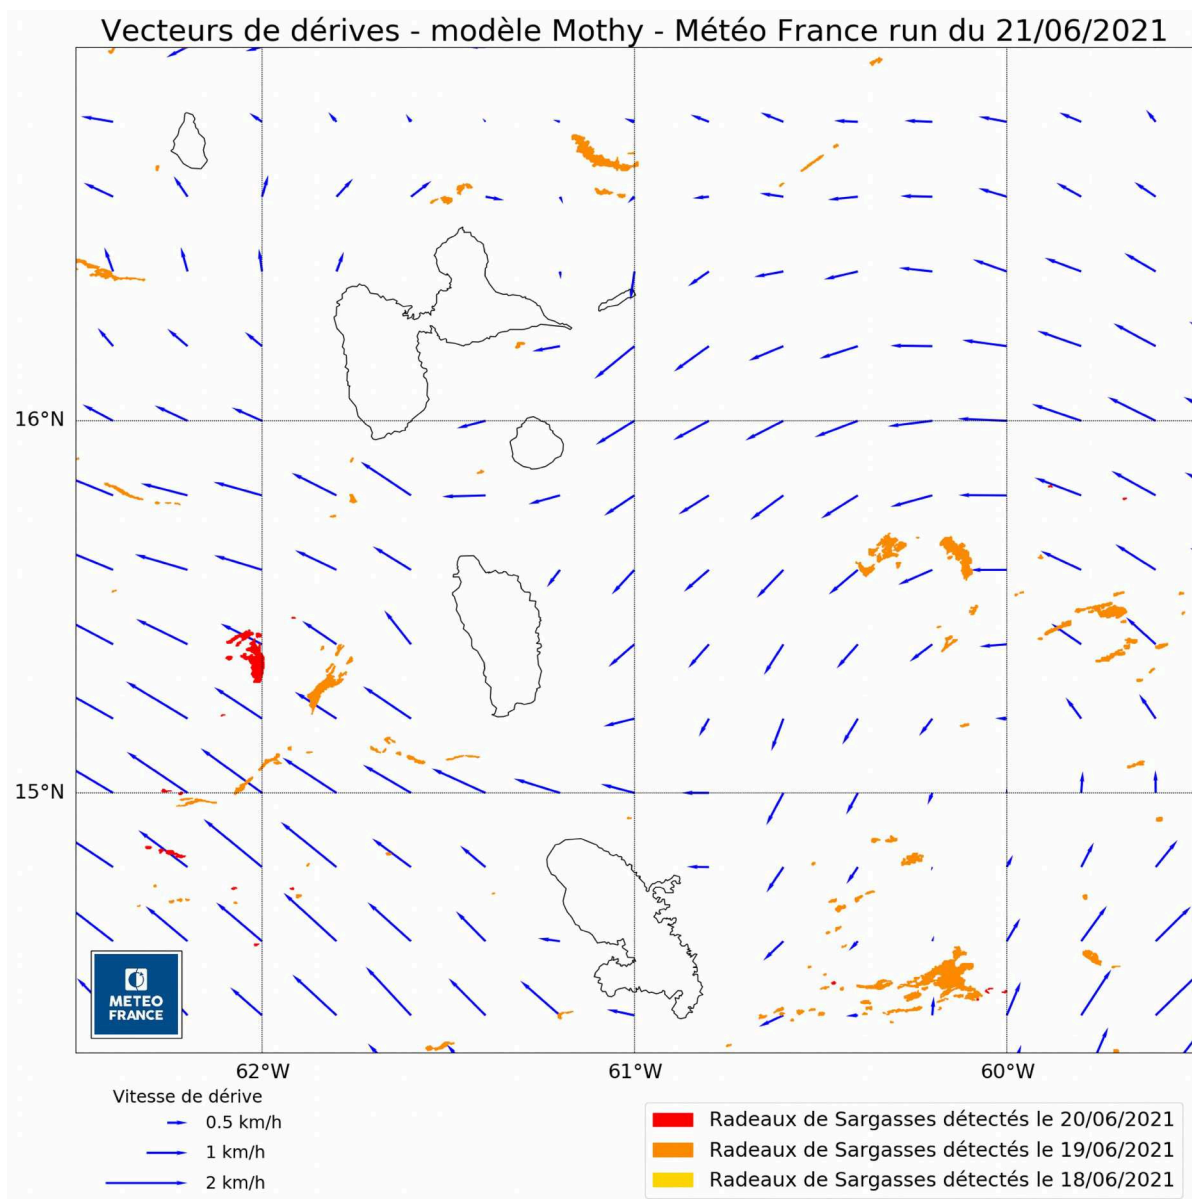 Vecteurs de dérives - modèle Mothy - Météo France run du 21/06/2021
16°N
15°N
METEO
FRANCE
62°W
61°W
60°W
Vitesse de dérive
0.5 km/h
1 km/h
2 km/h
Radeaux de Sargasses détectés le 20/06/2021
Radeaux de Sargasses détectés le 19/06/2021
Radeaux de Sargasses détectés le 18/06/2021